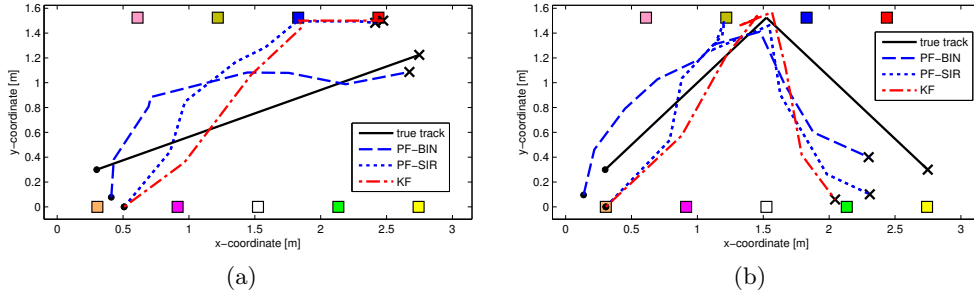 1.6
1.4
1.2
1
0.8
0.6
0.4
0.2
0
y−coordinate [m]
true track
PF−BIN
PF−SIR
KF
0 0.5 1 1.5 2 2.5 3
x−coordinate [m]
(a)
1.6
1.4
1.2
1
0.8
0.6
0.4
0.2
0
y−coordinate [m]
true track
PF−BIN
PF−SIR
KF
0 0.5 1 1.5 2 2.5 3
x−coordinate [m]
(b)